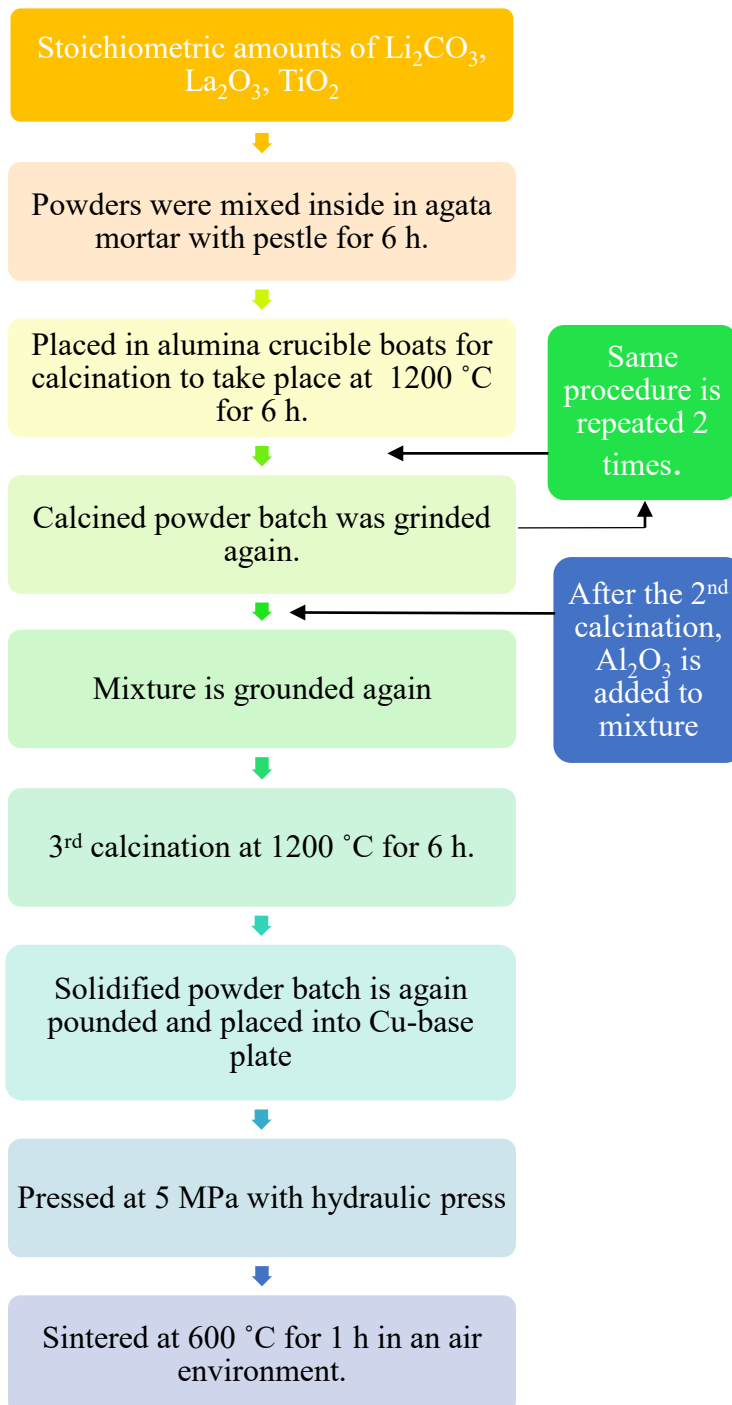 Stoichiometric amounts of Li₂CO₃,
La₂O₃, TiO₂
Powders were mixed inside in agata
mortar with pestle for 6 h.
Placed in alumina crucible boats for
calcination to take place at 1200 ˚C
for 6 h.
Same
procedure is
repeated 2
times.
Calcined powder batch was grinded
again.
After the 2ⁿᵈ
calcination,
Al₂O₃ is
added to
mixture
Mixture is grounded again
3ʳᵈ calcination at 1200 ˚C for 6 h.
Solidified powder batch is again
pounded and placed into Cu-base
plate
Pressed at 5 MPa with hydraulic press
Sintered at 600 ˚C for 1 h in an air
environment.